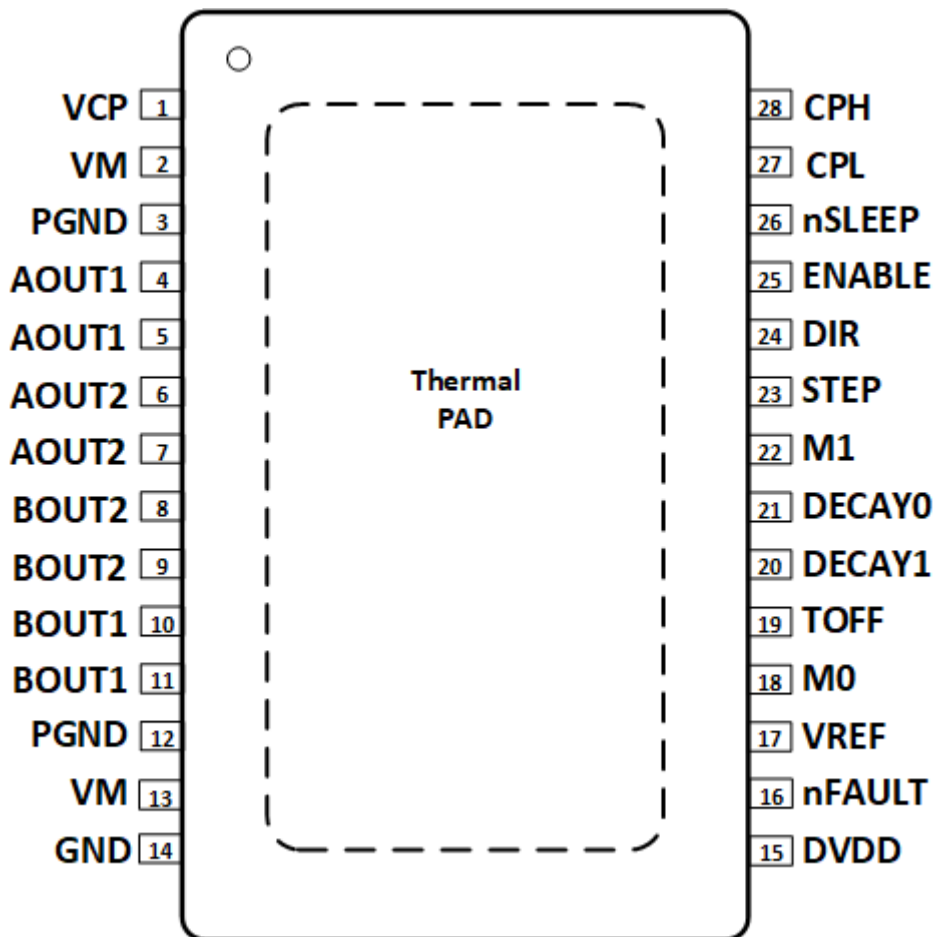 VCP 1
VM 2
PGND 3
AOUT1 4
AOUT1 5
AOUT2 6
AOUT2 7
BOUT2 8
BOUT2 9
BOUT1 10
BOUT1 11
PGND 12
VM 13
GND 14
Thermal
PAD
28 CPH
27 CPL
26 nSLEEP
25 ENABLE
24 DIR
23 STEP
22 M1
21 DECAY0
20 DECAY1
19 TOFF
18 M0
17 VREF
16 nFAULT
15 DVDD